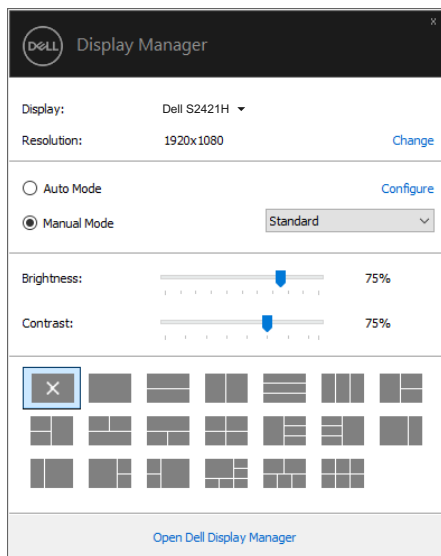 x
DELL Display Manager
Display: Dell S2421H
Resolution: 1920x1080 Change
Auto Mode Configure
Manual Mode Standard
Brightness: 75%
Contrast: 75%
Open Dell Display Manager